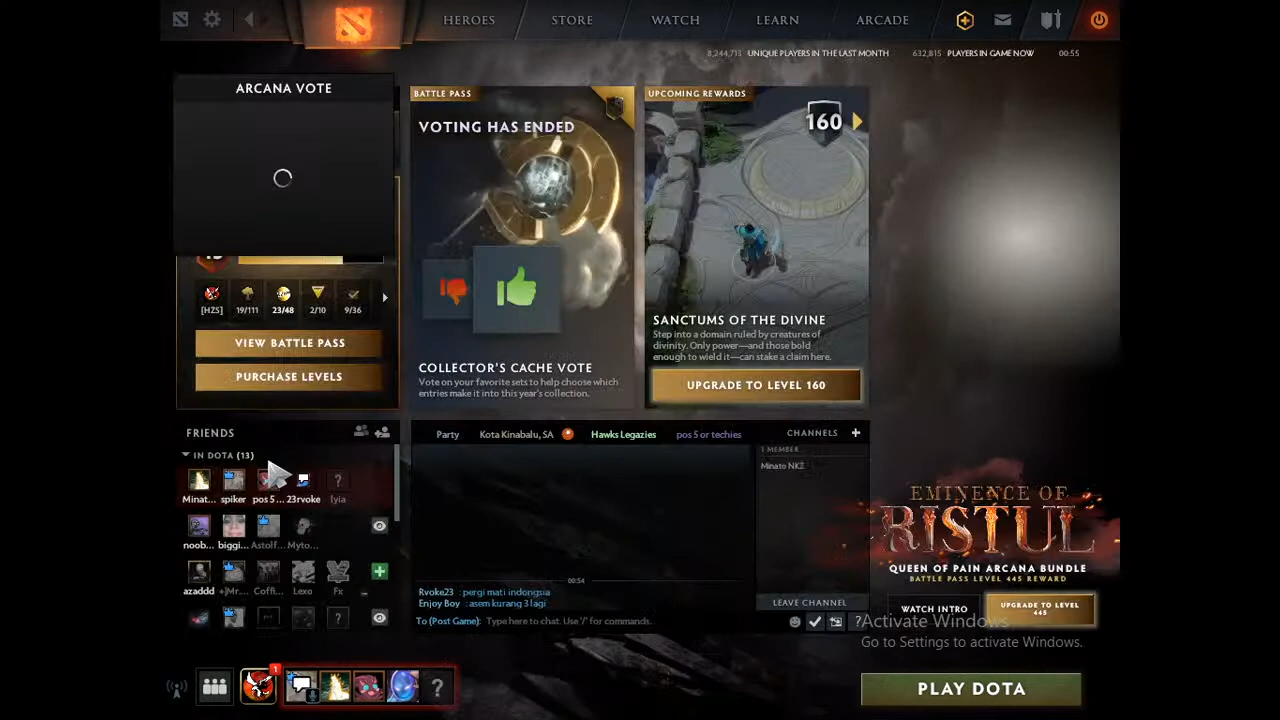 HEROES
STORE
WATCH
LEARN
ARCADE
8,244,713 UNIQUE PLAYERS IN THE LAST MONTH
632,815 PLAYERS IN GAME NOW
00:55
ARCANA VOTE
BATTLE PASS
VOTING HAS ENDED
COLLECTOR'S CACHE VOTE
Vote on your favorite sets to help choose which
entries make it into this year's collection.
UPCOMING REWARDS
160
SANCTUMS OF THE DIVINE
Step into a domain ruled by creatures of
divinity. Only power—and those bold
enough to wield it—can stake a claim here.
UPGRADE TO LEVEL 160
[HZS]
19/111
23/48
2/10
9/36
VIEW BATTLE PASS
PURCHASE LEVELS
FRIENDS
IN DOTA (13)
Minat...
spiker
pos 5...
23rvoke
lyia
noob...
biggi...
Astolf...
Myto...
azaddd
+|Mr...
Coffi...
Lexo
Fx
Party
Kota Kinabalu, SA
Hawks Legazies
pos 5 or techies
CHANNELS +
1 MEMBER
Minato NKZ
00:54
Rvoke23 : pergi mati indongsia
Enjoy Boy : asem kurang 3 lagi
To (Post Game): Type here to chat. Use '/' for commands.
LEAVE CHANNEL
EMINENCE OF
RISTUL
QUEEN OF PAIN ARCANA BUNDLE
BATTLE PASS LEVEL 445 REWARD
WATCH INTRO
UPGRADE TO LEVEL
445
Activate Windows
Go to Settings to activate Windows.
1
?
PLAY DOTA